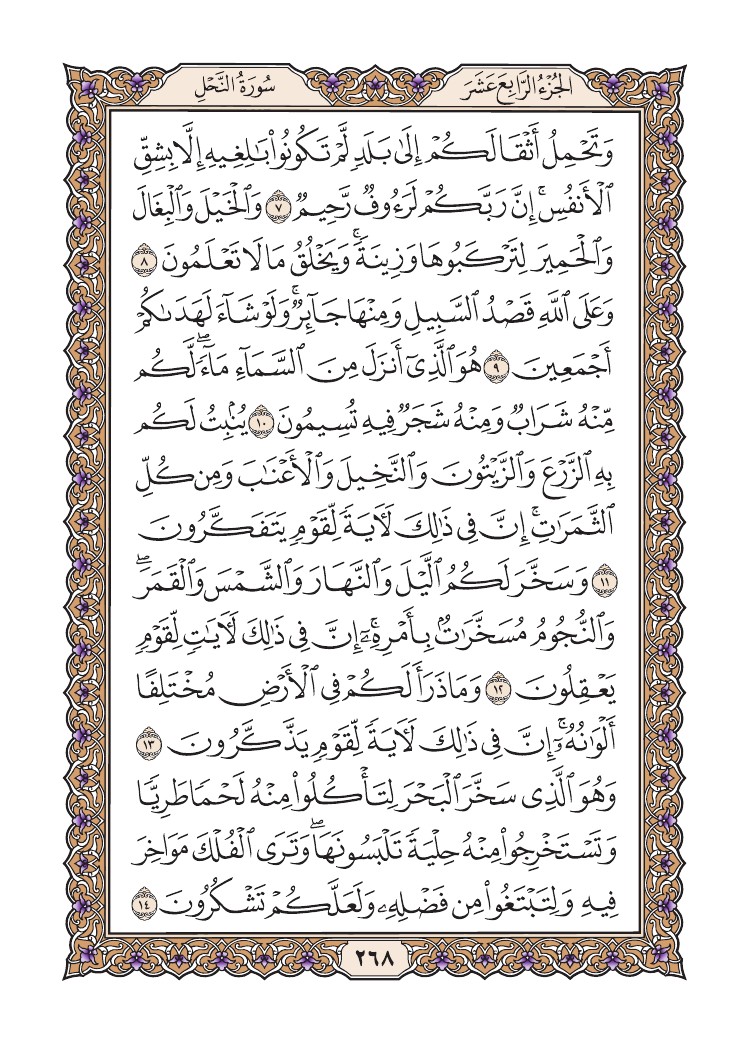 الجُزْءُ الرَّابِعَ عَشَرَ
سُورَةُ النَّحْلِ
وَتَحْمِلُ أَثْقَالَكُمْ إِلَىٰ بَلَدٍ لَّمْ تَكُونُوا۟ بَٰلِغِيهِ إِلَّا بِشِقِّ
ٱلْأَنفُسِ ۚ إِنَّ رَبَّكُمْ لَرَءُوفٌ رَّحِيمٌ ٧ وَٱلْخَيْلَ وَٱلْبِغَالَ
وَٱلْحَمِيرَ لِتَرْكَبُوهَا وَزِينَةً ۚ وَيَخْلُقُ مَا لَا تَعْلَمُونَ ٨
وَعَلَى ٱللَّهِ قَصْدُ ٱلسَّبِيلِ وَمِنْهَا جَآئِرٌ ۚ وَلَوْ شَآءَ لَهَدَىٰكُمْ
أَجْمَعِينَ ٩ هُوَ ٱلَّذِىٓ أَنزَلَ مِنَ ٱلسَّمَآءِ مَآءً ۖ لَّكُم
مِّنْهُ شَرَابٌ وَمِنْهُ شَجَرٌ فِيهِ تُسِيمُونَ ١٠ يُنۢبِتُ لَكُم
بِهِ ٱلزَّرْعَ وَٱلزَّيْتُونَ وَٱلنَّخِيلَ وَٱلْأَعْنَٰبَ وَمِن كُلِّ
ٱلثَّمَرَٰتِ ۗ إِنَّ فِى ذَٰلِكَ لَءَايَةً لِّقَوْمٍ يَتَفَكَّرُونَ
١١ وَسَخَّرَ لَكُمُ ٱلَّيْلَ وَٱلنَّهَارَ وَٱلشَّمْسَ وَٱلْقَمَرَ ۖ
وَٱلنُّجُومُ مُسَخَّرَٰتٌۢ بِأَمْرِهِۦٓ ۗ إِنَّ فِى ذَٰلِكَ لَءَايَٰتٍ لِّقَوْمٍ
يَعْقِلُونَ ١٢ وَمَا ذَرَأَ لَكُمْ فِى ٱلْأَرْضِ مُخْتَلِفًا
أَلْوَٰنُهُۥٓ ۗ إِنَّ فِى ذَٰلِكَ لَءَايَةً لِّقَوْمٍ يَذَّكَّرُونَ ١٣
وَهُوَ ٱلَّذِى سَخَّرَ ٱلْبَحْرَ لِتَأْكُلُوا۟ مِنْهُ لَحْمًا طَرِيًّا
وَتَسْتَخْرِجُوا۟ مِنْهُ حِلْيَةً تَلْبَسُونَهَا ۖ وَتَرَى ٱلْفُلْكَ مَوَاخِرَ
فِيهِ وَلِتَبْتَغُوا۟ مِن فَضْلِهِۦ وَلَعَلَّكُمْ تَشْكُرُونَ ١٤
٢٦٨